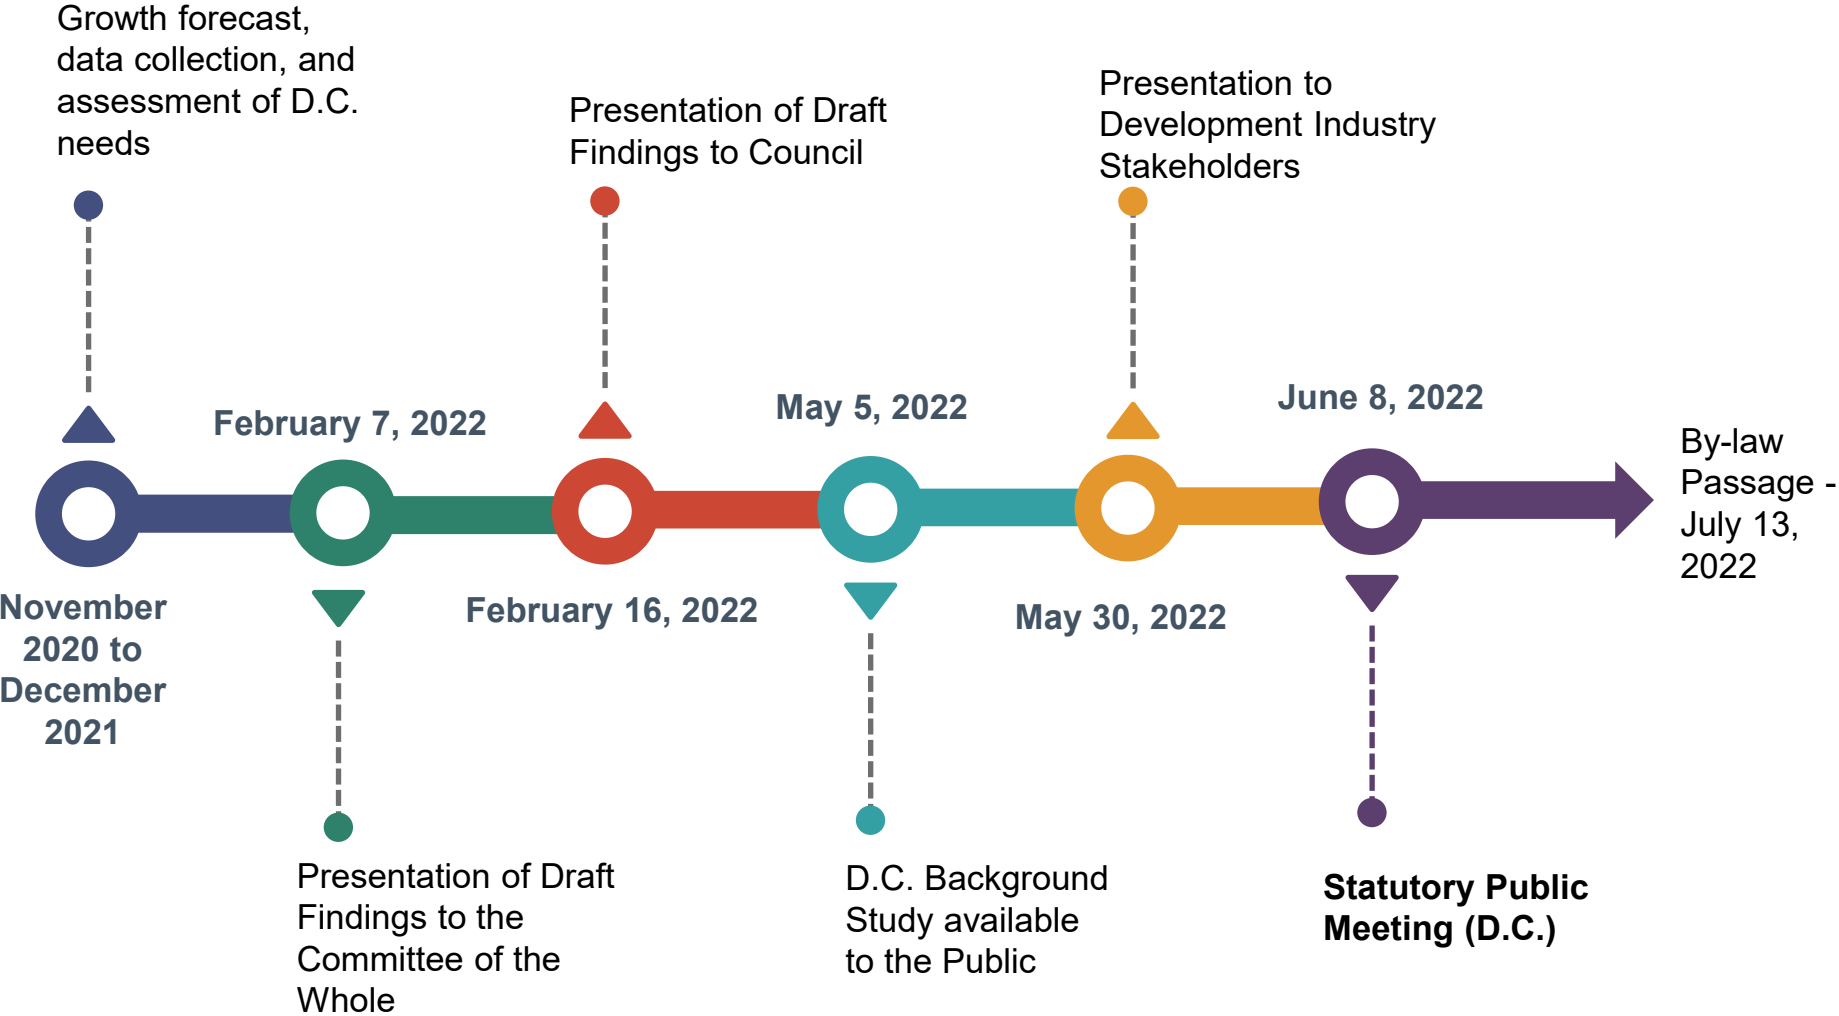 Growth forecast,
data collection, and
assessment of D.C.
needs
Presentation of Draft
Findings to Council
Presentation to
Development Industry
Stakeholders
February 7, 2022
May 5, 2022
June 8, 2022
By-law
Passage -
July 13,
2022
November
2020 to
December
2021
February 16, 2022
May 30, 2022
Presentation of Draft
Findings to the
Committee of the
Whole
D.C. Background
Study available
to the Public
Statutory Public
Meeting (D.C.)